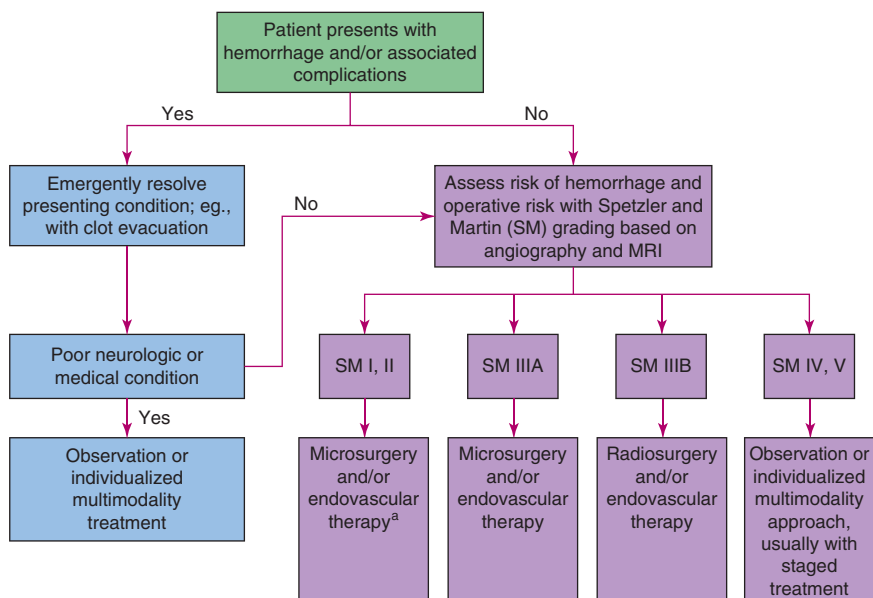 Patient presents with
hemorrhage and/or associated
complications
Yes
No
Emergently resolve
presenting condition; eg.,
with clot evacuation
No
Assess risk of hemorrhage and
operative risk with Spetzler and
Martin (SM) grading based on
angiography and MRI
Poor neurologic or
medical condition
SM I, II
SM IIIA
SM IIIB
SM IV, V
Yes
Observation or
individualized
multimodality
treatment
Microsurgery
and/or
endovascular
therapyᵃ
Microsurgery
and/or
endovascular
therapy
Radiosurgery
and/or
endovascular
therapy
Observation or
individualized
multimodality
approach,
usually with
staged
treatment